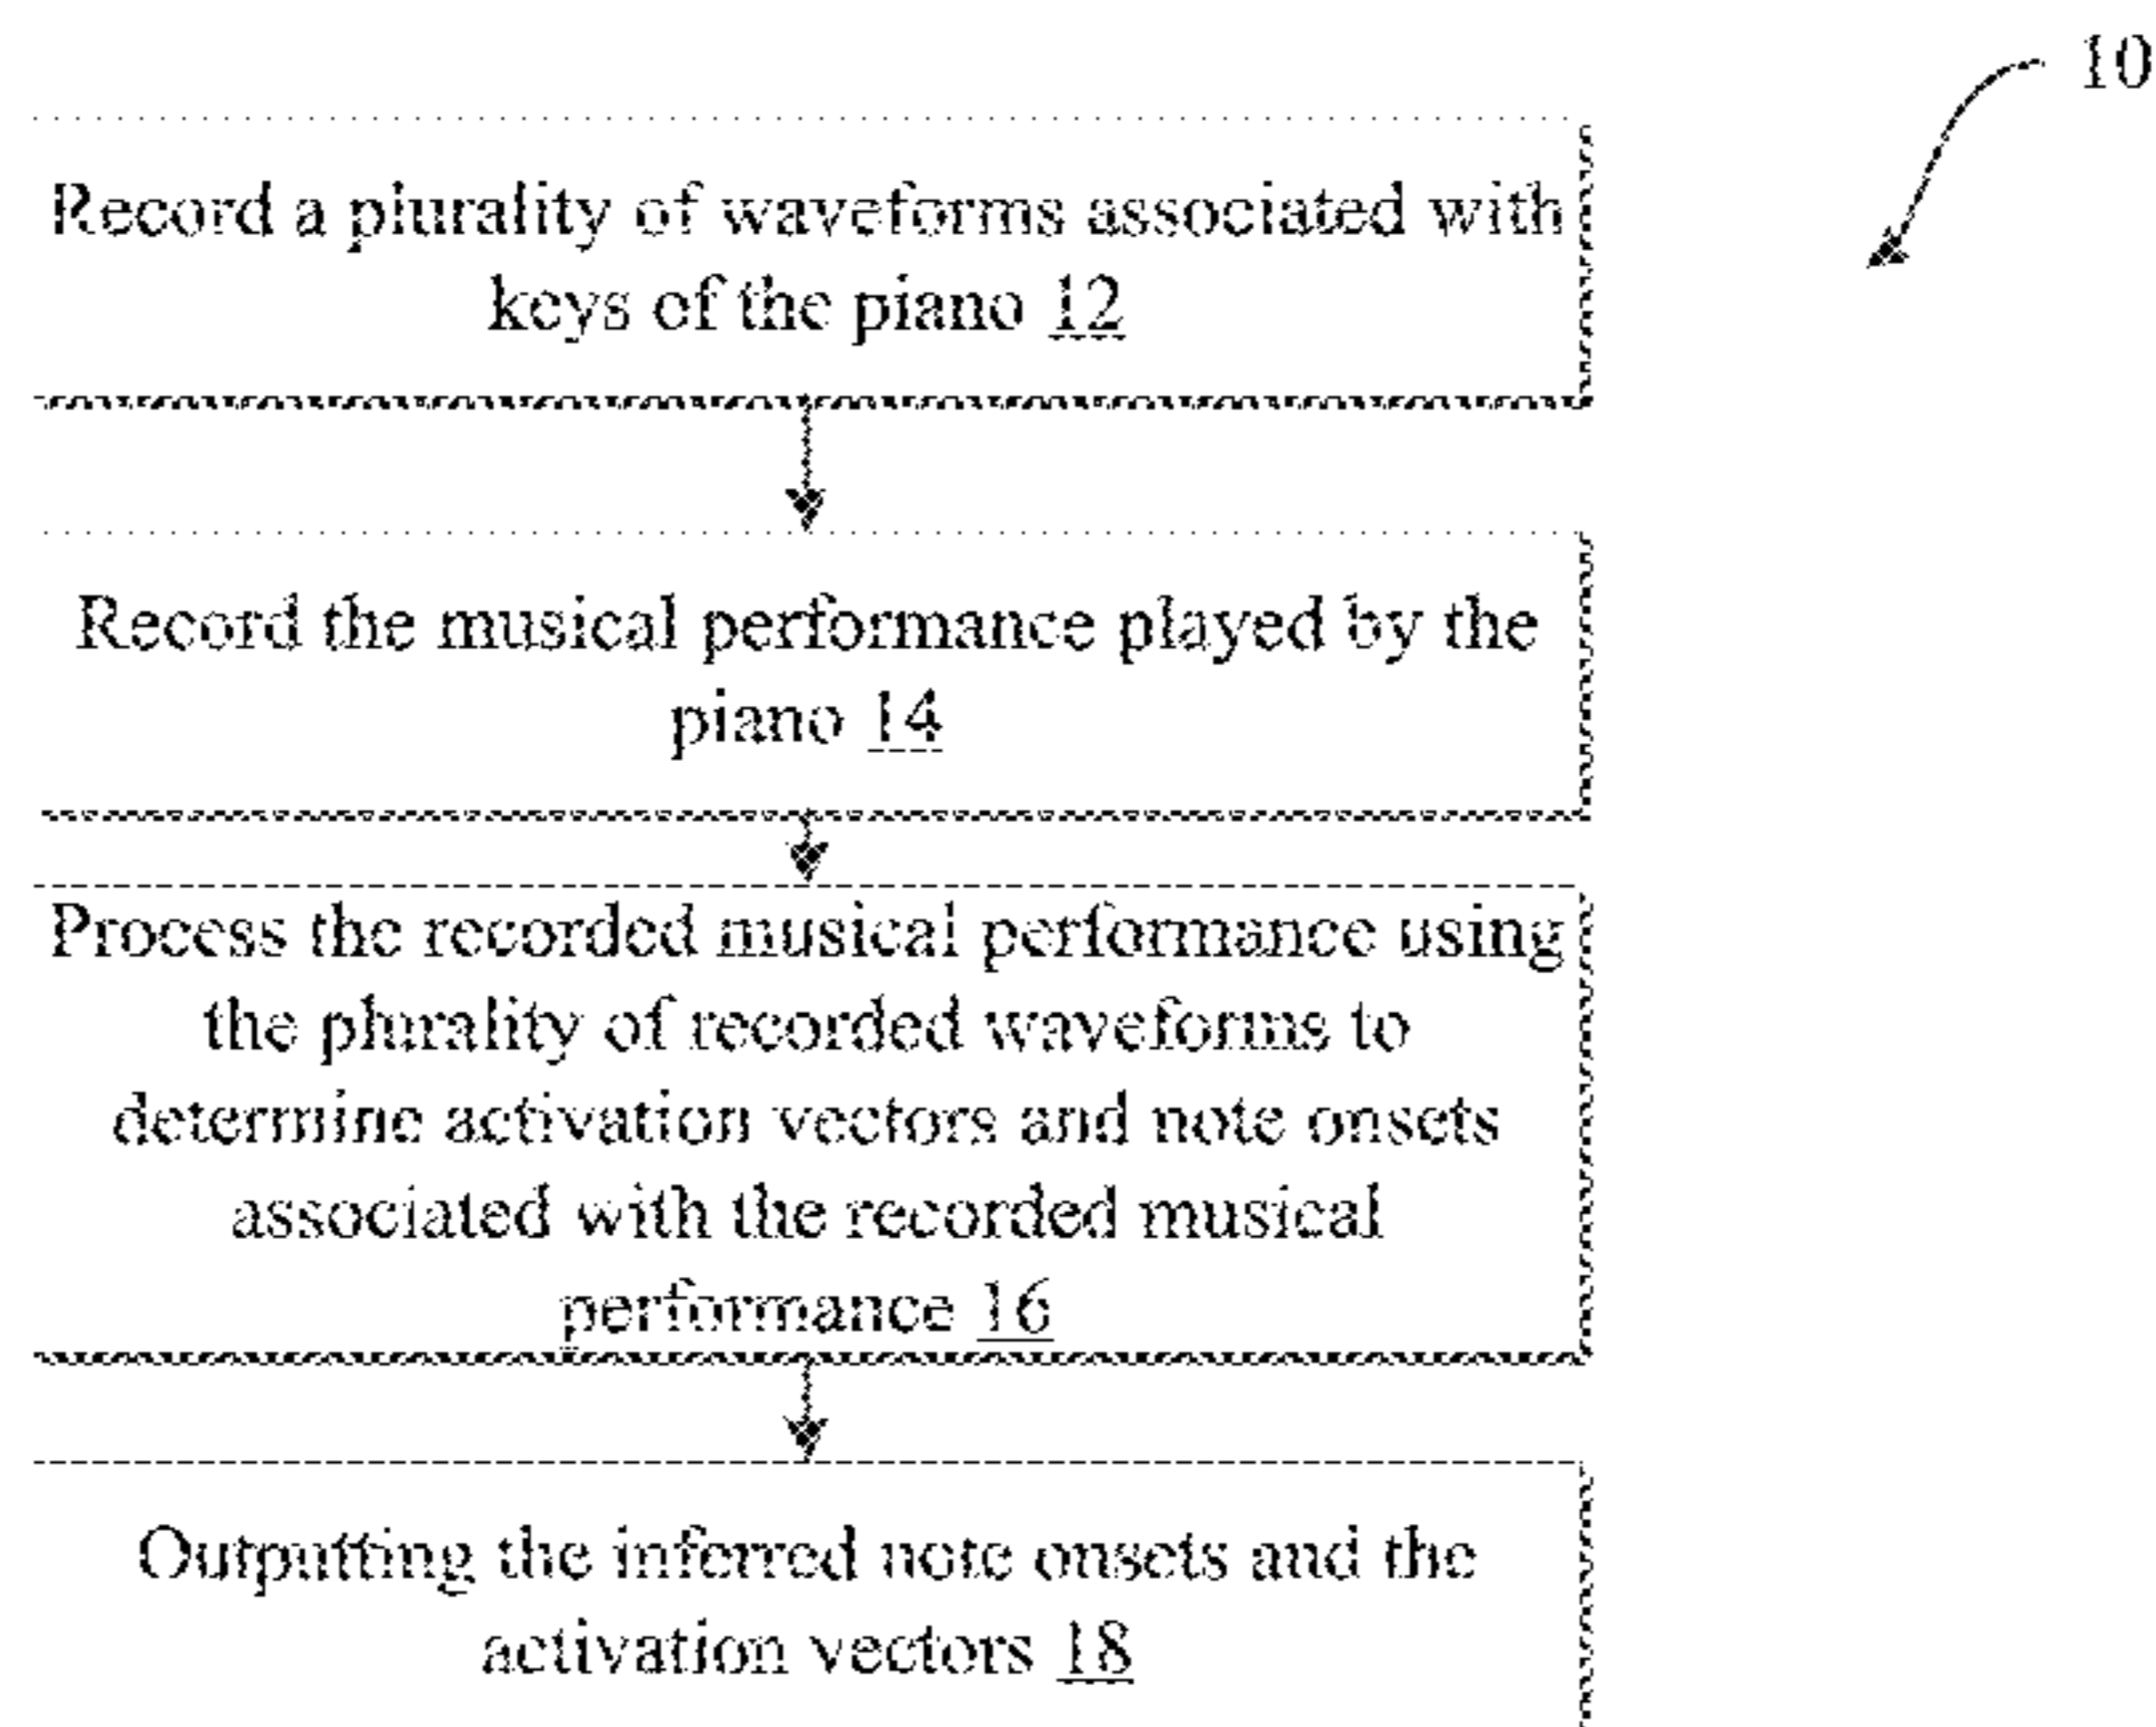 10
Record a plurality of waveforms associated with
keys of the piano 12
Record the musical performance played by the
piano 14
Process the recorded musical performance using
the plurality of recorded waveforms to
determine activation vectors and note onsets
associated with the recorded musical
performance 16
Outputting the inferred note onsets and the
activation vectors 18